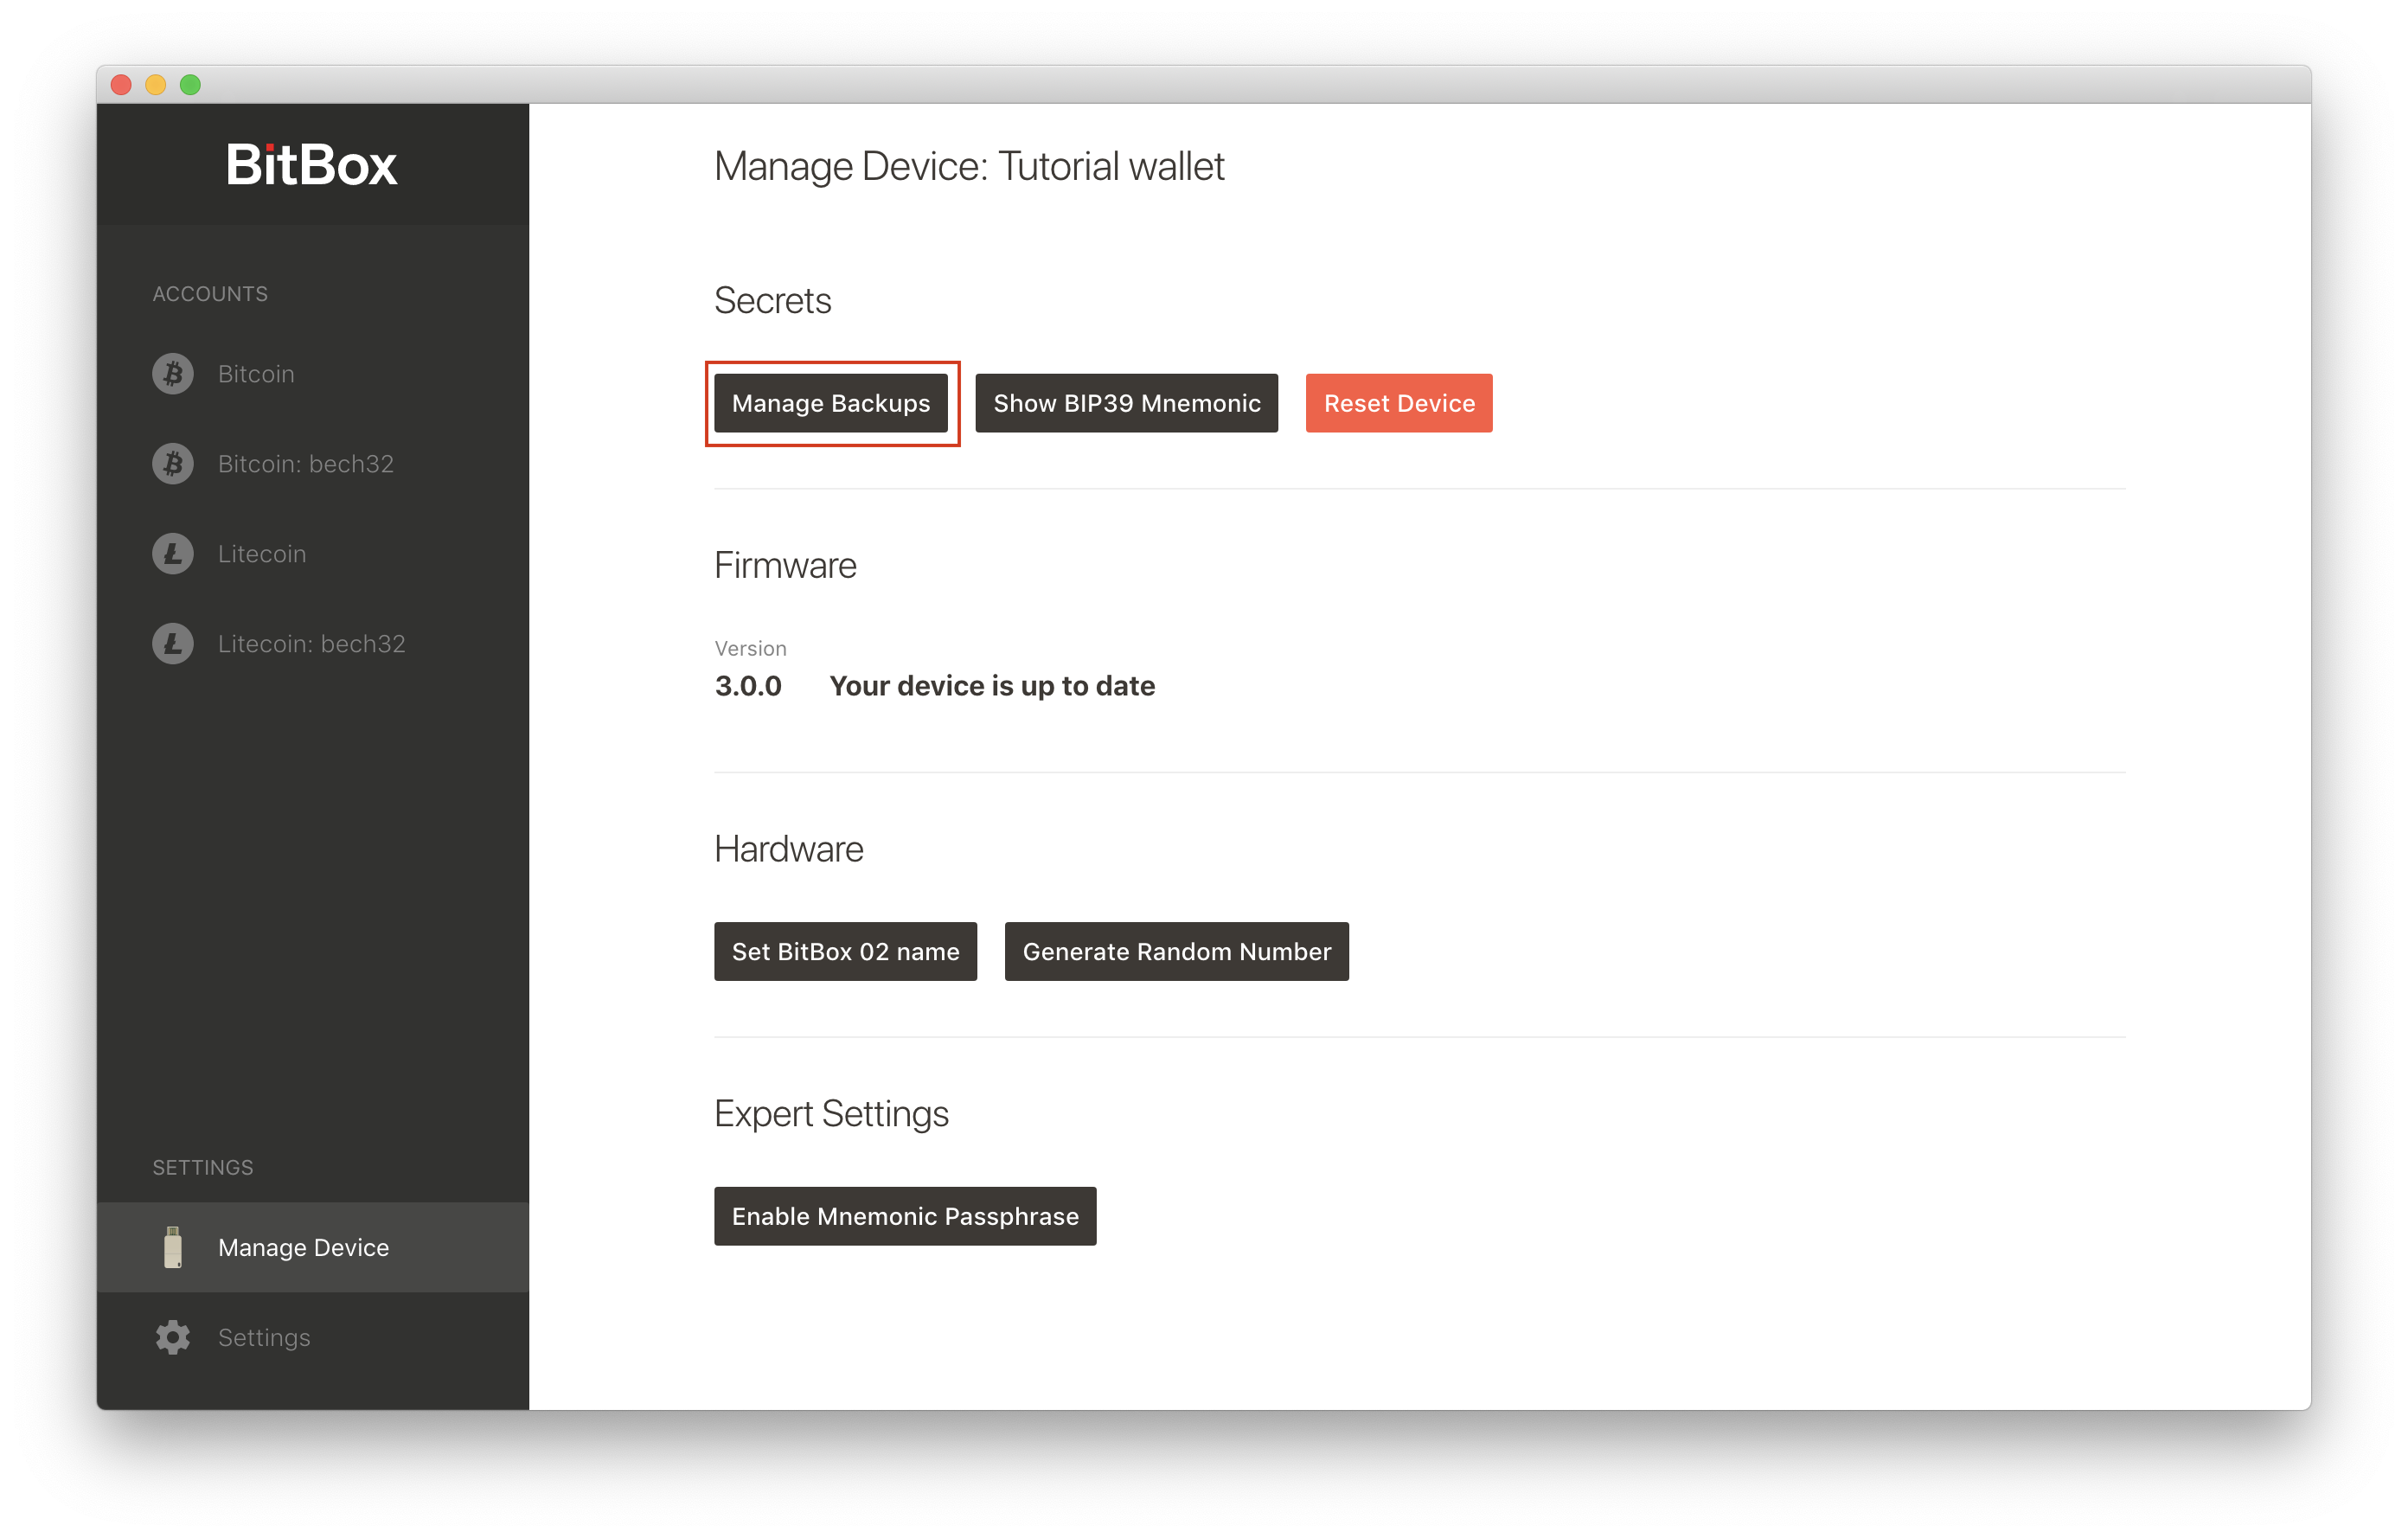 BitBox
ACCOUNTS
Bitcoin
Bitcoin: bech32
Litecoin
Litecoin: bech32
SETTINGS
Manage Device
Settings
Manage Device: Tutorial wallet
Secrets
Manage Backups
Show BIP39 Mnemonic
Reset Device
Firmware
Version
3.0.0 Your device is up to date
Hardware
Set BitBox 02 name
Generate Random Number
Expert Settings
Enable Mnemonic Passphrase